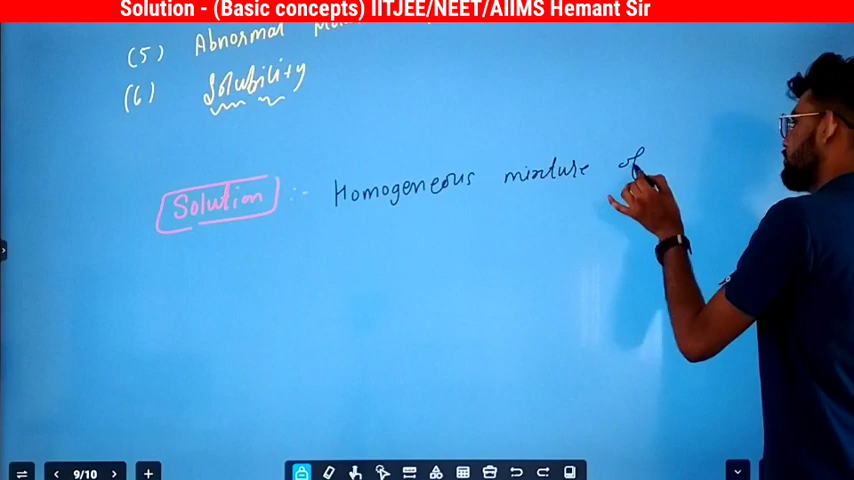 Solution - (Basic concepts) IITJEE/NEET/AIIMS Hemant Sir
(5) Abnormal
(6) Solubility
Solution :- Homogeneous mixture of
9/10